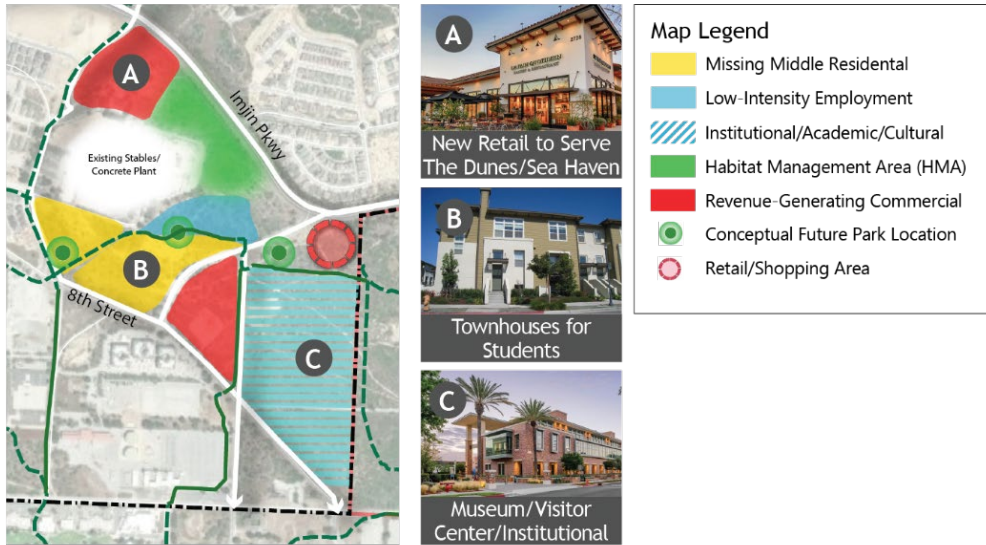 A
Imjin Pkwy
Existing Stables/
Concrete Plant
B
8th Street
C
A
New Retail to Serve
The Dunes/Sea Haven
B
Townhouses for
Students
C
Museum/Visitor
Center/Institutional
Map Legend
Missing Middle Residental
Low-Intensity Employment
Institutional/Academic/Cultural
Habitat Management Area (HMA)
Revenue-Generating Commercial
Conceptual Future Park Location
Retail/Shopping Area